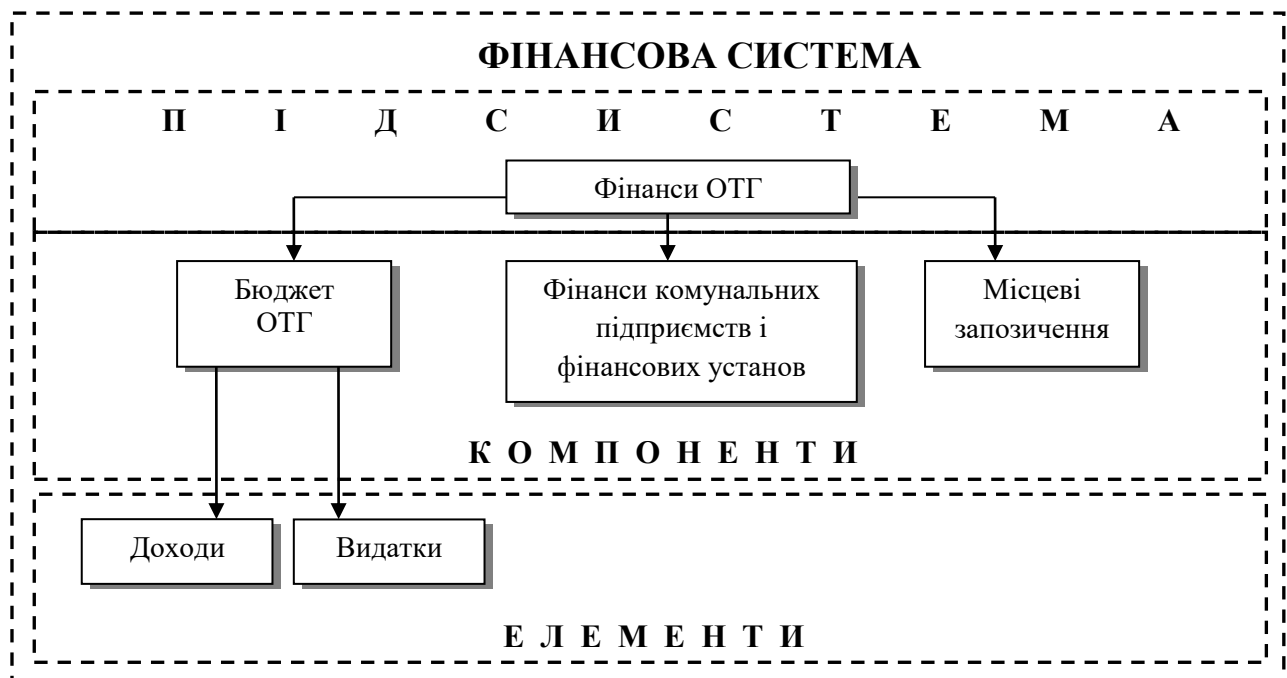 ФІНАНСОВА СИСТЕМА
П І Д С И С Т Е М А
Фінанси ОТГ
Бюджет
ОТГ
Фінанси комунальних
підприємств і
фінансових установ
Місцеві
запозичення
К О М П О Н Е Н Т И
Доходи
Видатки
Е Л Е М Е Н Т И